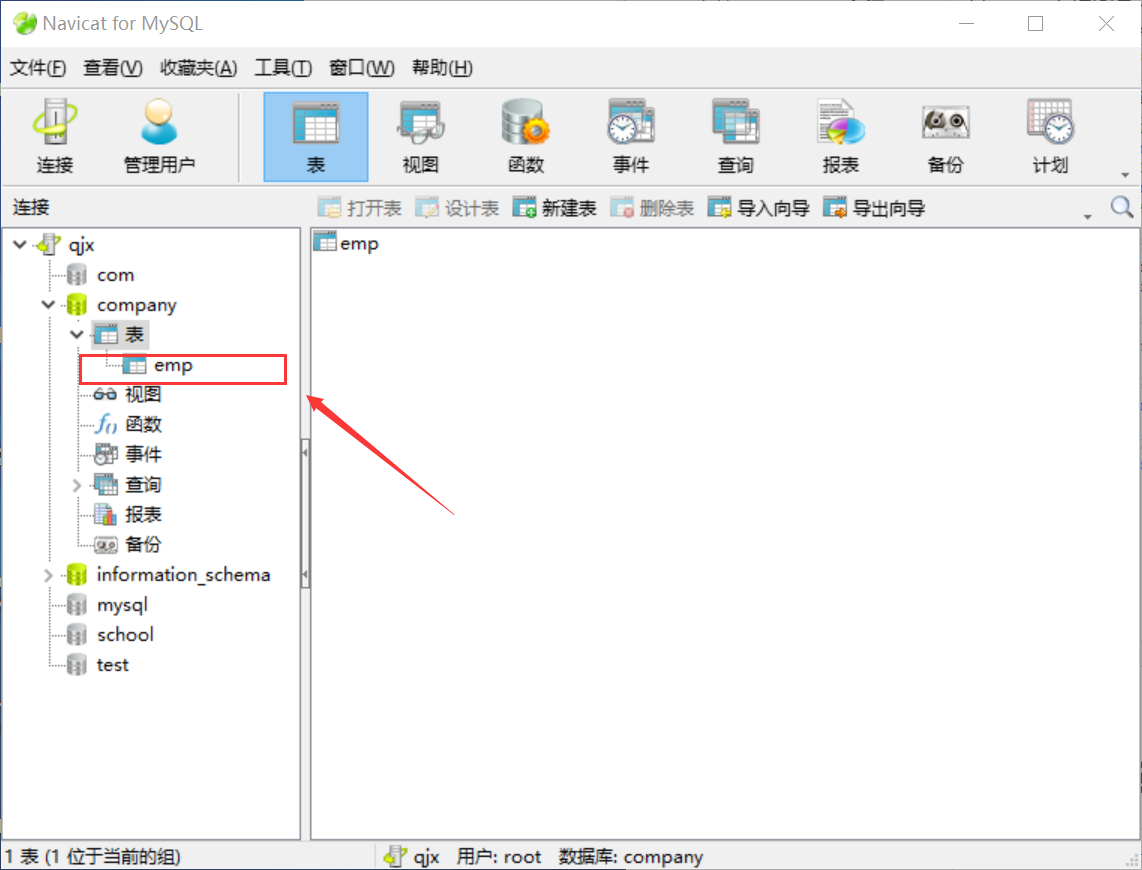 Navicat for MySQL
文件(F) 查看(V) 收藏夹(A) 工具(T) 窗口(W) 帮助(H)
连接 管理用户 表 视图 函数 事件 查询 报表 备份 计划
连接 打开表 设计表 新建表 删除表 导入向导 导出向导
qjx
com
company
表
emp
视图
函数
事件
查询
报表
备份
information_schema
mysql
school
test
emp
1 表 (1 位于当前的组) qjx 用户: root 数据库: company